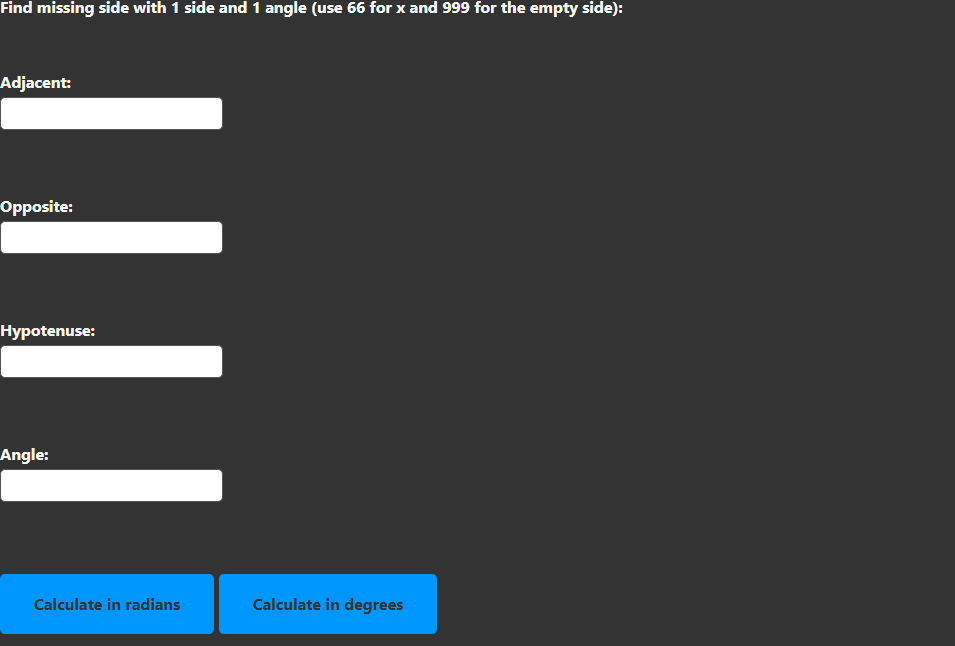 Find missing side with 1 side and 1 angle (use 66 for x and 999 for the empty side):
Adjacent:
Opposite:
Hypotenuse:
Angle:
Calculate in radians
Calculate in degrees